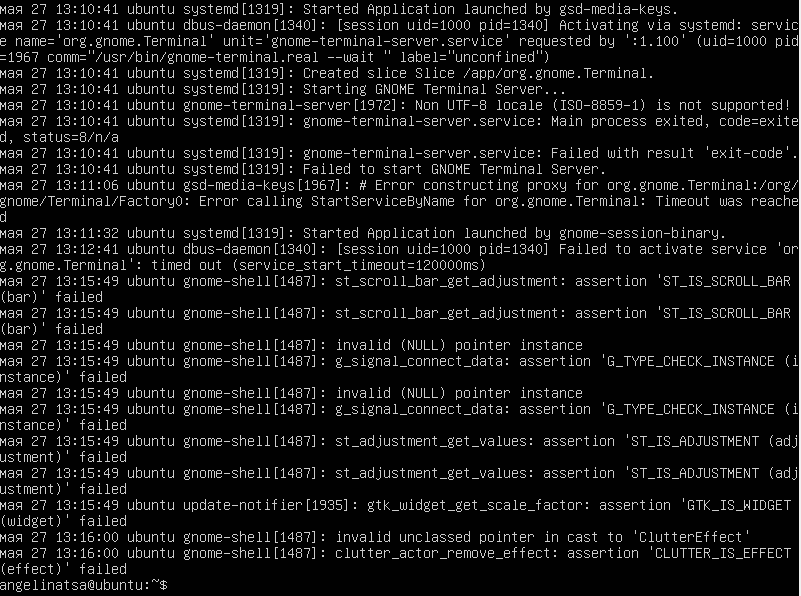 мая 27 13:10:41 ubuntu systemd[1319]: Started Application launched by gsd-media-keys.
мая 27 13:10:41 ubuntu dbus-daemon[1340]: [session uid=1000 pid=1340] Activating via systemd: servic
e name='org.gnome.Terminal' unit='gnome-terminal-server.service' requested by ':1.100' (uid=1000 pid
=1967 comm="/usr/bin/gnome-terminal.real --wait " label="unconfined")
мая 27 13:10:41 ubuntu systemd[1319]: Created slice Slice /app/org.gnome.Terminal.
мая 27 13:10:41 ubuntu systemd[1319]: Starting GNOME Terminal Server...
мая 27 13:10:41 ubuntu gnome-terminal-server[1972]: Non UTF-8 locale (ISO-8859-1) is not supported!
мая 27 13:10:41 ubuntu systemd[1319]: gnome-terminal-server.service: Main process exited, code=exite
d, status=8/n/a
мая 27 13:10:41 ubuntu systemd[1319]: gnome-terminal-server.service: Failed with result 'exit-code'.
мая 27 13:10:41 ubuntu systemd[1319]: Failed to start GNOME Terminal Server.
мая 27 13:11:06 ubuntu gsd-media-keys[1967]: # Error constructing proxy for org.gnome.Terminal:/org/
gnome/Terminal/Factory0: Error calling StartServiceByName for org.gnome.Terminal: Timeout was reache
d
мая 27 13:11:32 ubuntu systemd[1319]: Started Application launched by gnome-session-binary.
мая 27 13:12:41 ubuntu dbus-daemon[1340]: [session uid=1000 pid=1340] Failed to activate service 'or
g.gnome.Terminal': timed out (service_start_timeout=120000ms)
мая 27 13:15:49 ubuntu gnome-shell[1487]: st_scroll_bar_get_adjustment: assertion 'ST_IS_SCROLL_BAR
(bar)' failed
мая 27 13:15:49 ubuntu gnome-shell[1487]: st_scroll_bar_get_adjustment: assertion 'ST_IS_SCROLL_BAR
(bar)' failed
мая 27 13:15:49 ubuntu gnome-shell[1487]: invalid (NULL) pointer instance
мая 27 13:15:49 ubuntu gnome-shell[1487]: g_signal_connect_data: assertion 'G_TYPE_CHECK_INSTANCE (i
nstance)' failed
мая 27 13:15:49 ubuntu gnome-shell[1487]: invalid (NULL) pointer instance
мая 27 13:15:49 ubuntu gnome-shell[1487]: g_signal_connect_data: assertion 'G_TYPE_CHECK_INSTANCE (i
nstance)' failed
мая 27 13:15:49 ubuntu gnome-shell[1487]: st_adjustment_get_values: assertion 'ST_IS_ADJUSTMENT (adj
ustment)' failed
мая 27 13:15:49 ubuntu gnome-shell[1487]: st_adjustment_get_values: assertion 'ST_IS_ADJUSTMENT (adj
ustment)' failed
мая 27 13:15:49 ubuntu update-notifier[1935]: gtk_widget_get_scale_factor: assertion 'GTK_IS_WIDGET
(widget)' failed
мая 27 13:16:00 ubuntu gnome-shell[1487]: invalid unclassed pointer in cast to 'ClutterEffect'
мая 27 13:16:00 ubuntu gnome-shell[1487]: clutter_actor_remove_effect: assertion 'CLUTTER_IS_EFFECT
(effect)' failed
angelinatsa@ubuntu:~$